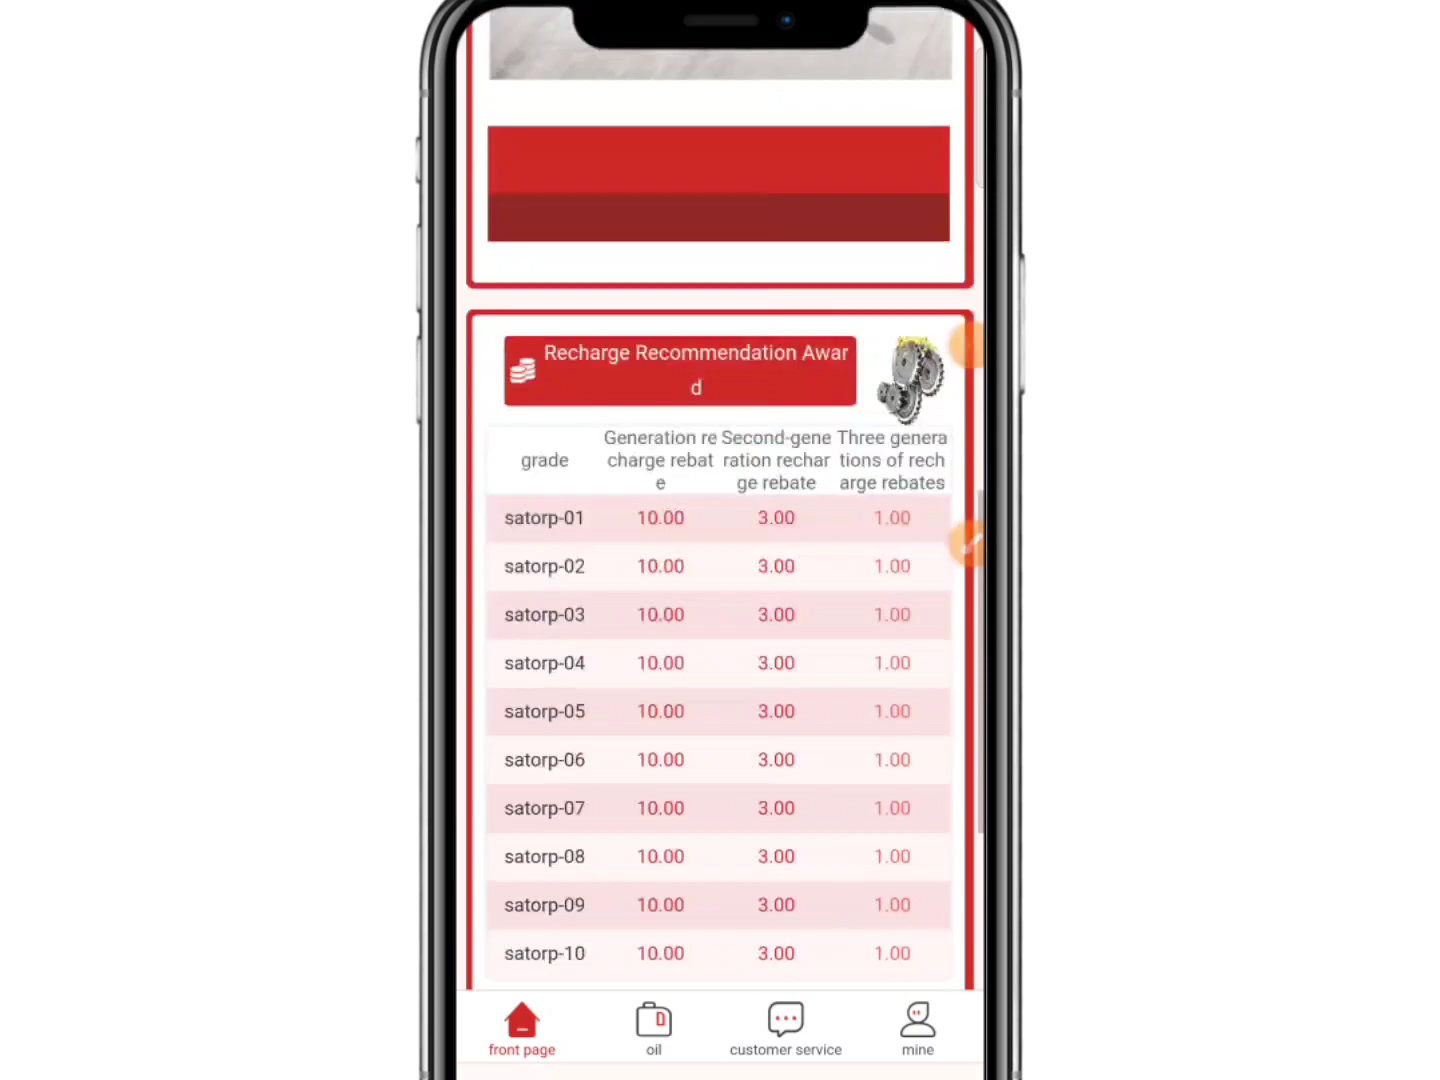 Recharge Recommendation Awar
d
grade
Generation re
charge rebat
e
Second-gene
ration rechar
ge rebate
Three genera
tions of rech
arge rebates
satorp-01 10.00 3.00 1.00
satorp-02 10.00 3.00 1.00
satorp-03 10.00 3.00 1.00
satorp-04 10.00 3.00 1.00
satorp-05 10.00 3.00 1.00
satorp-06 10.00 3.00 1.00
satorp-07 10.00 3.00 1.00
satorp-08 10.00 3.00 1.00
satorp-09 10.00 3.00 1.00
satorp-10 10.00 3.00 1.00
front page oil customer service mine